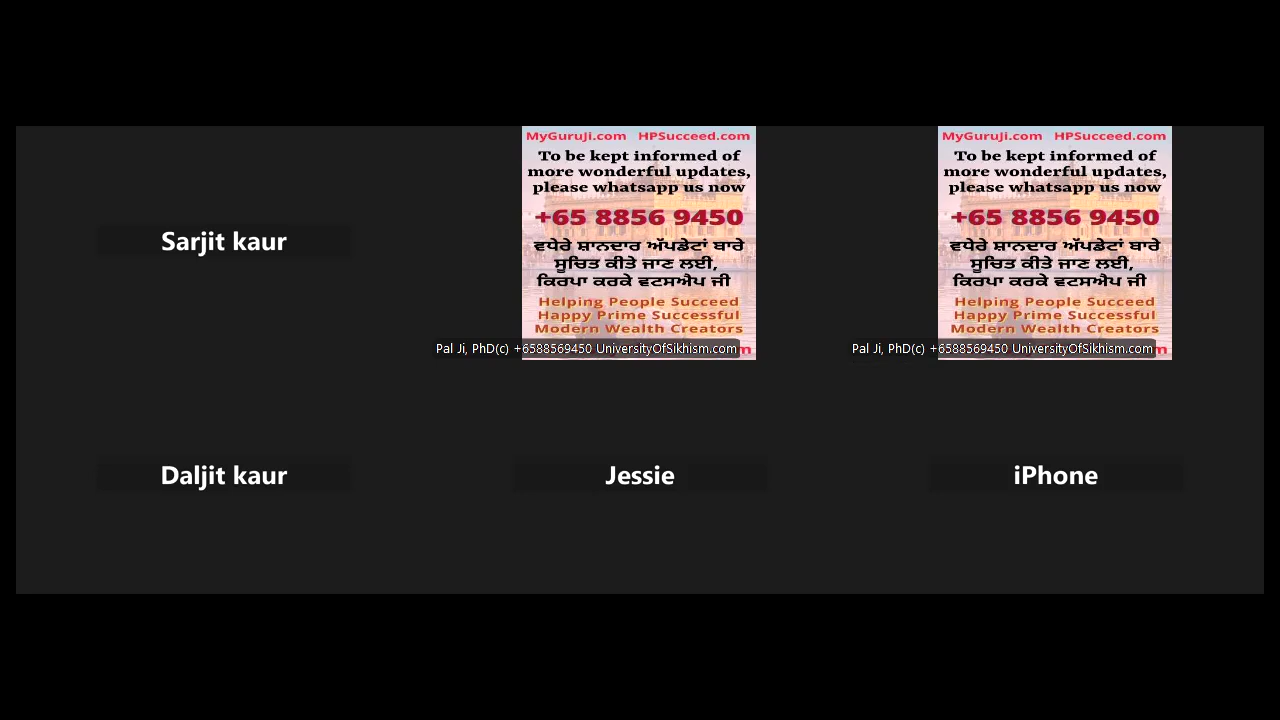 Sarjit kaur
MyGuruJi.com HPSucceed.com
To be kept informed of
more wonderful updates,
please whatsapp us now
+65 8856 9450
ਵਧੇਰੇ ਸ਼ਾਨਦਾਰ ਅੱਪਡੇਟਾਂ ਬਾਰੇ
ਸੂਚਿਤ ਕੀਤੇ ਜਾਣ ਲਈ,
ਕਿਰਪਾ ਕਰਕੇ ਵਟਸਐਪ ਜੀ
Helping People Succeed
Happy Prime Successful
Modern Wealth Creators
Pal Ji, PhD(c) +6588569450 UniversityOfSikhism.com
MyGuruJi.com HPSucceed.com
To be kept informed of
more wonderful updates,
please whatsapp us now
+65 8856 9450
ਵਧੇਰੇ ਸ਼ਾਨਦਾਰ ਅੱਪਡੇਟਾਂ ਬਾਰੇ
ਸੂਚਿਤ ਕੀਤੇ ਜਾਣ ਲਈ,
ਕਿਰਪਾ ਕਰਕੇ ਵਟਸਐਪ ਜੀ
Helping People Succeed
Happy Prime Successful
Modern Wealth Creators
Pal Ji, PhD(c) +6588569450 UniversityOfSikhism.com
Daljit kaur
Jessie
iPhone